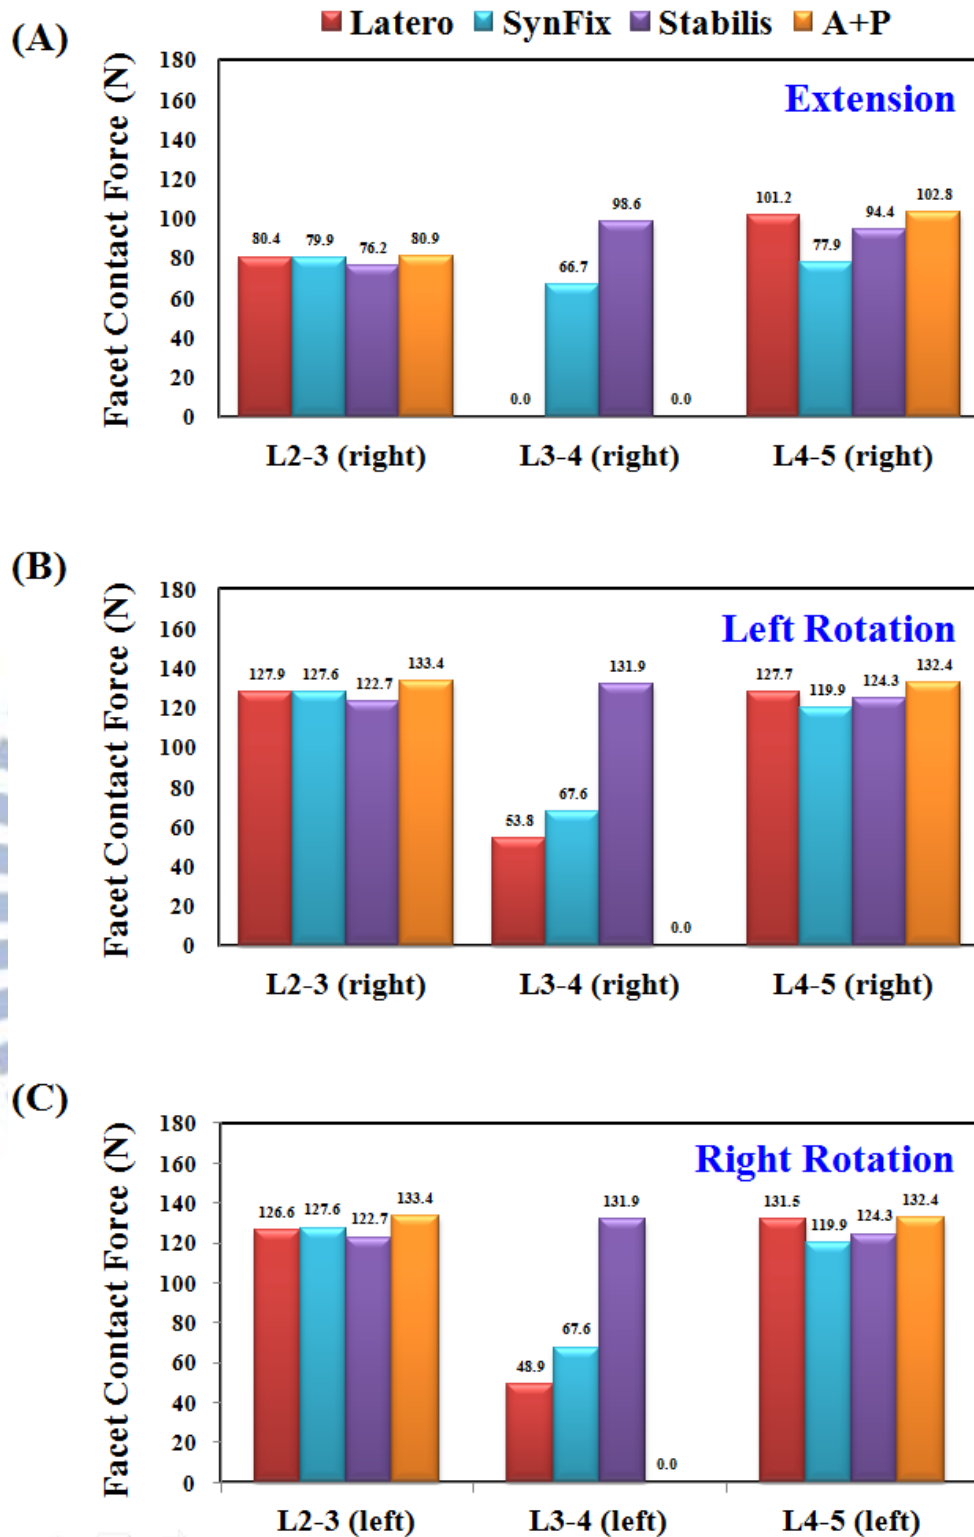 (A)
Latero SynFix Stabilis A+P
Facet Contact Force (N)
180
160
140
120
100
80
60
40
20
0
Extension
80.4 79.9 76.2 80.9
0.0 66.7 98.6 0.0
101.2 77.9 94.4 102.8
L2-3 (right) L3-4 (right) L4-5 (right)
(B)
Facet Contact Force (N)
180
160
140
120
100
80
60
40
20
0
Left Rotation
127.9 127.6 122.7 133.4
53.8 67.6 131.9 0.0
127.7 119.9 124.3 132.4
L2-3 (right) L3-4 (right) L4-5 (right)
(C)
Facet Contact Force (N)
180
160
140
120
100
80
60
40
20
0
Right Rotation
126.6 127.6 122.7 133.4
48.9 67.6 131.9 0.0
131.5 119.9 124.3 132.4
L2-3 (left) L3-4 (left) L4-5 (left)